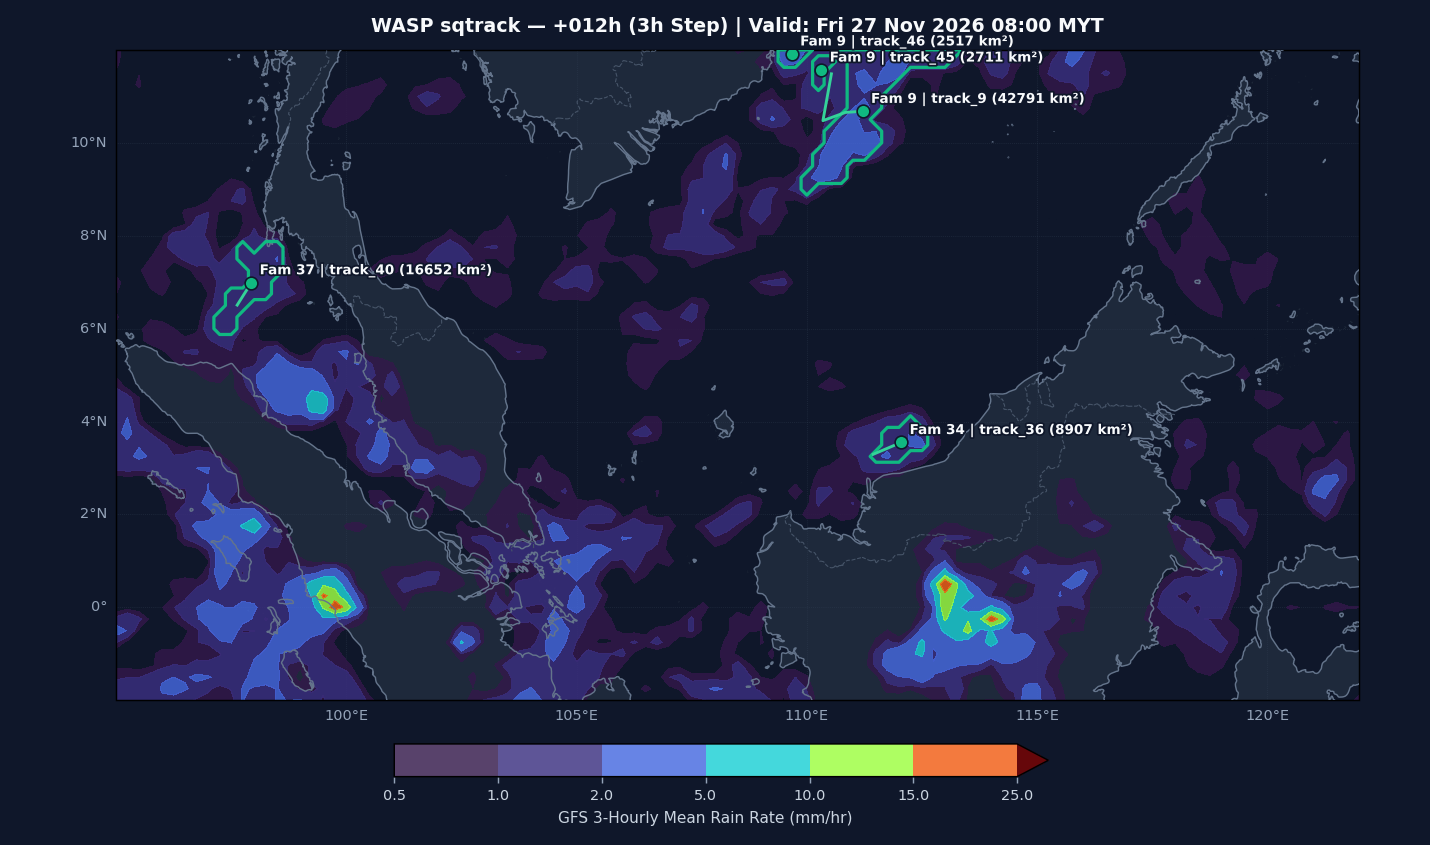 WASP sqtrack — +012h (3h Step) | Valid: Fri 27 Nov 2026 08:00 MYT
Fam 9 | track_46 (2517 km²)
Fam 9 | track_45 (2711 km²)
Fam 9 | track_9 (42791 km²)
Fam 37 | track_40 (16652 km²)
Fam 34 | track_36 (8907 km²)
10°N
8°N
6°N
4°N
2°N
0°
100°E 105°E 110°E 115°E 120°E
0.5 1.0 2.0 5.0 10.0 15.0 25.0
GFS 3-Hourly Mean Rain Rate (mm/hr)